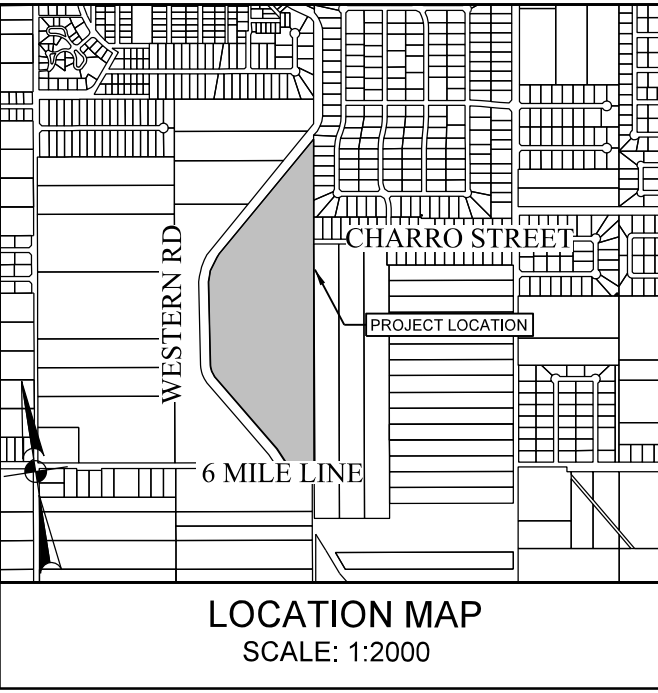 CHARRO STREET
WESTERN RD
PROJECT LOCATION
6 MILE LINE
LOCATION MAP
SCALE: 1:2000